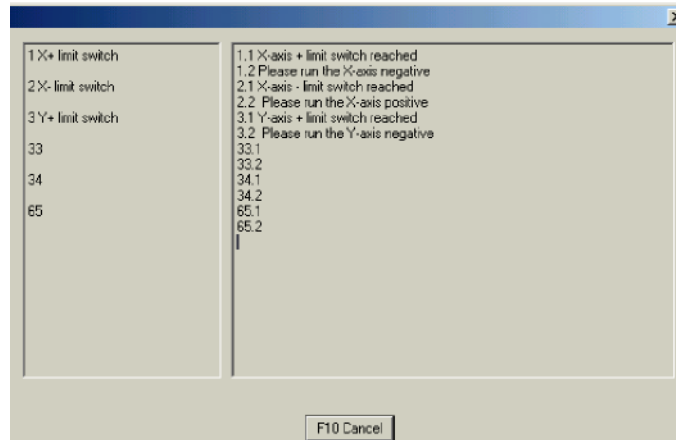 1 X+ limit switch
2 X- limit switch
3 Y+ limit switch
33
34
65
1.1 X-axis + limit switch reached
1.2 Please run the X-axis negative
2.1 X-axis - limit switch reached
2.2 Please run the X-axis positive
3.1 Y-axis + limit switch reached
3.2 Please run the Y-axis negative
33.1
33.2
34.1
34.2
65.1
65.2
F10 Cancel